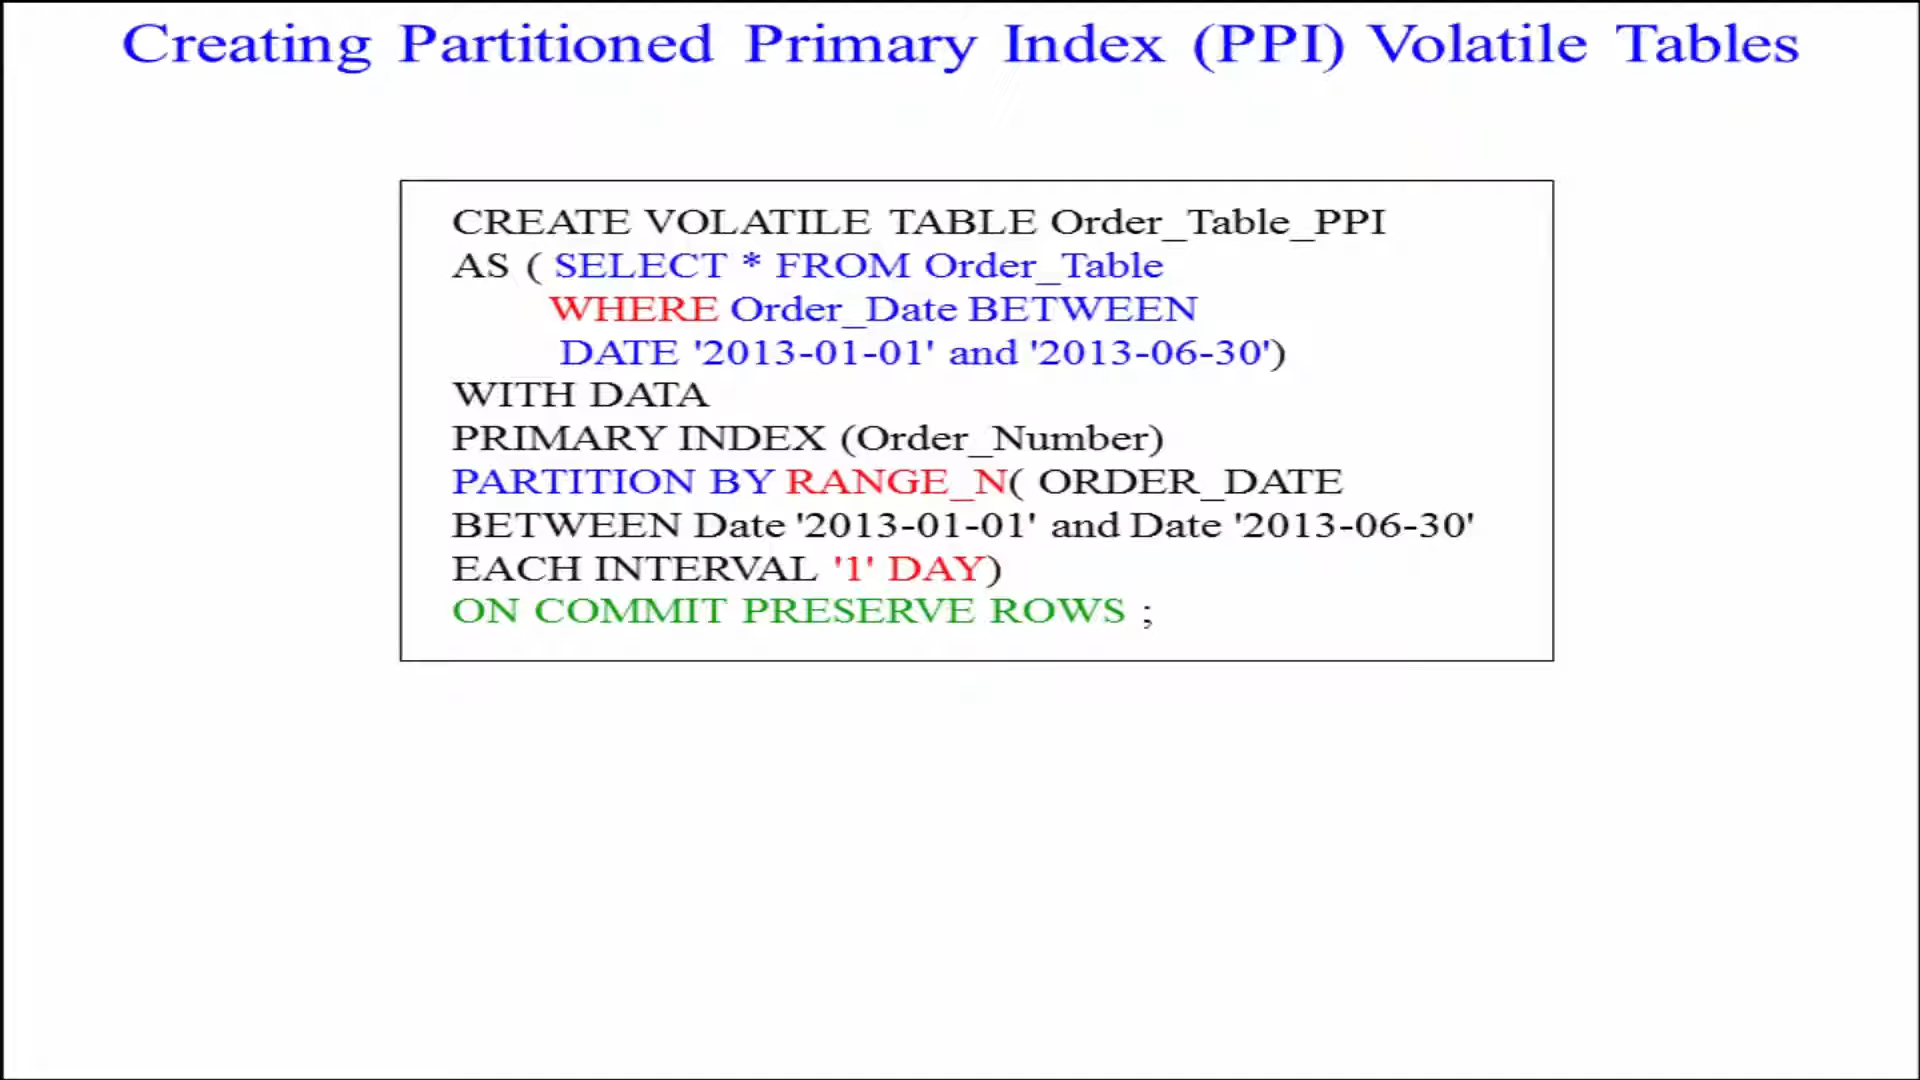 Creating Partitioned Primary Index (PPI) Volatile Tables
CREATE VOLATILE TABLE Order_Table_PPI
AS ( SELECT * FROM Order_Table
WHERE Order_Date BETWEEN
DATE '2013-01-01' and '2013-06-30')
WITH DATA
PRIMARY INDEX (Order_Number)
PARTITION BY RANGE_N( ORDER_DATE
BETWEEN Date '2013-01-01' and Date '2013-06-30'
EACH INTERVAL '1' DAY)
ON COMMIT PRESERVE ROWS ;